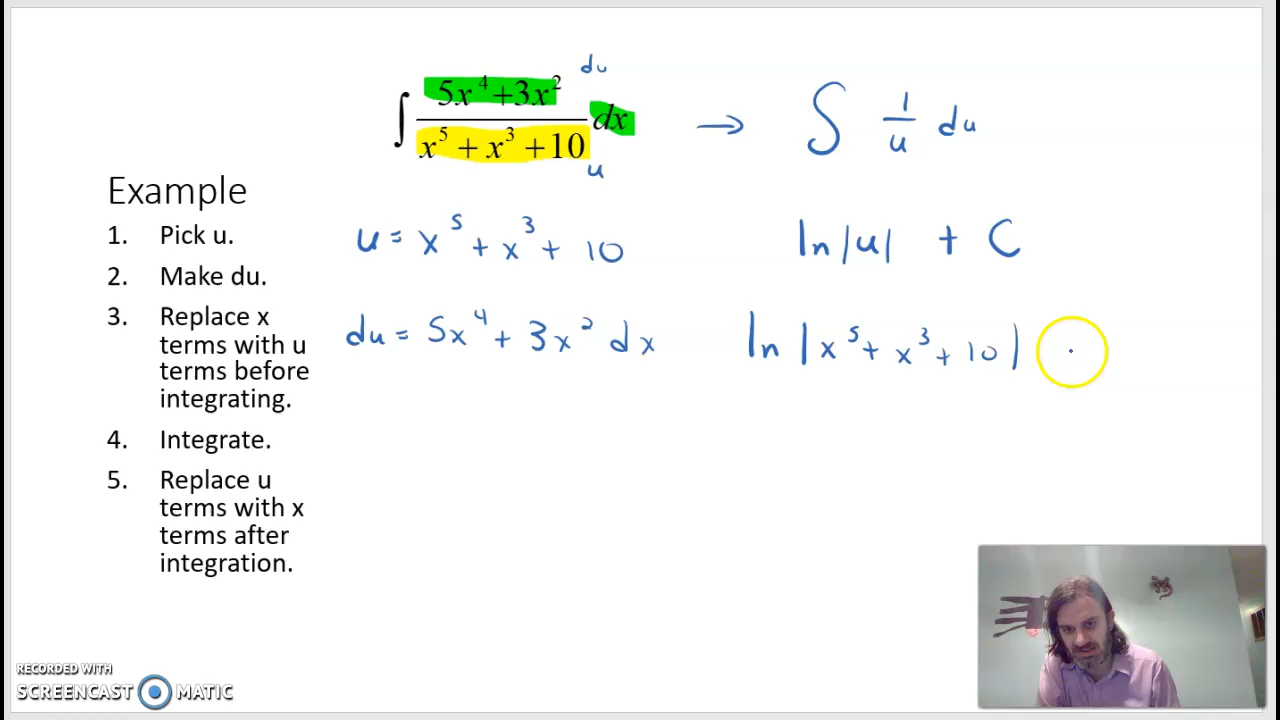 ∫ (5x⁴+3x²)/(x⁵ + x³ +10) dx → ∫ 1/u du
du
u
Example
1. Pick u.
2. Make du.
3. Replace x
terms with u
terms before
integrating.
4. Integrate.
5. Replace u
terms with x
terms after
integration.
u = x⁵ + x³ + 10
ln|u| + C
du = 5x⁴ + 3x² dx
ln|x⁵ + x³ + 10|
RECORDED WITH
SCREENCAST MATIC